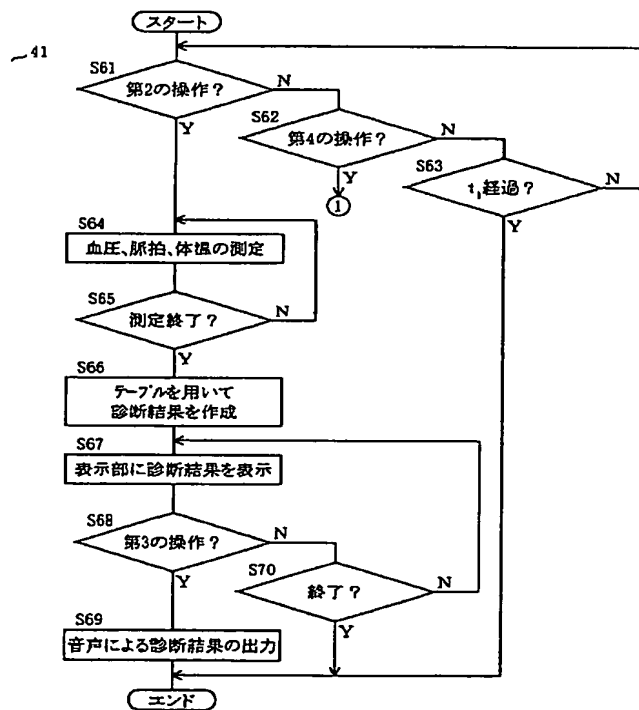 スタート
41
S61
第2の操作?
N
Y
S62
第4の操作?
N
Y
①
S63
t₁経過?
N
Y
S64
血圧、脈拍、体温の測定
S65
測定終了?
N
Y
S66
テーブルを用いて
診断結果を作成
S67
表示部に診断結果を表示
S68
第3の操作?
N
Y
S70
終了?
N
Y
S69
音声による診断結果の出力
エンド